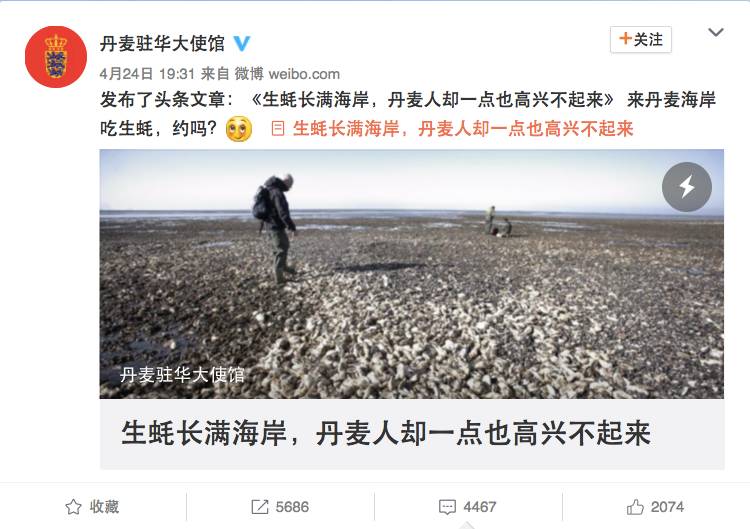 丹麦驻华大使馆
+关注
4月24日 19:31 来自 微博 weibo.com
发布了头条文章：《生蚝长满海岸，丹麦人却一点也高兴不起来》 来丹麦海岸
吃生蚝，约吗？ 生蚝长满海岸，丹麦人却一点也高兴不起来
丹麦驻华大使馆
生蚝长满海岸，丹麦人却一点也高兴不起来
收藏 5686 4467 2074